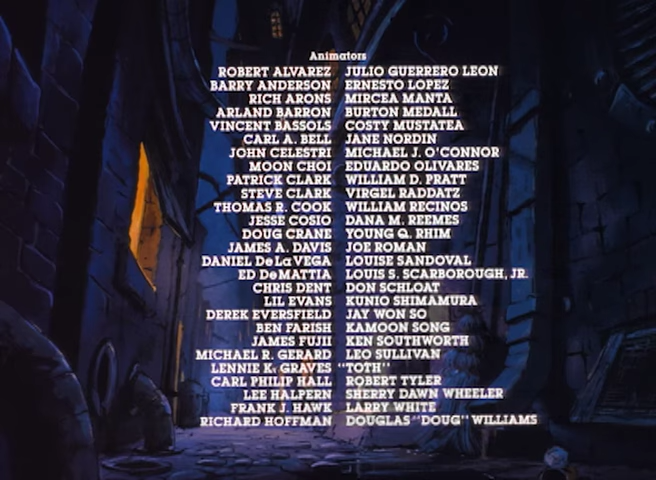 Animators
ROBERT ALVAREZ JULIO GUERRERO LEON
BARRY ANDERSON ERNESTO LOPEZ
RICH ARONS MIRCEA MANTA
ARLAND BARRON BURTON MEDALL
VINCENT BASSOLS COSTY MUSTATEA
CARL A. BELL JANE NORDIN
JOHN CELESTRI MICHAEL J. O'CONNOR
MOON CHOI EDUARDO OLIVARES
PATRICK CLARK WILLIAM D. PRATT
STEVE CLARK VIRGEL RADDATZ
THOMAS R. COOK WILLIAM RECINOS
JESSE COSIO DANA M. REEMES
DOUG CRANE YOUNG Q. RHIM
JAMES A. DAVIS JOE ROMAN
DANIEL DeLaVEGA LOUISE SANDOVAL
ED DeMATTIA LOUIS S. SCARBOROUGH, JR.
CHRIS DENT DON SCHLOAT
LIL EVANS KUNIO SHIMAMURA
DEREK EVERSFIELD JAY WON SO
BEN FARISH KAMOON SONG
JAMES FUJII KEN SOUTHWORTH
MICHAEL R. GERARD LEO SULLIVAN
LENNIE K. GRAVES "TOTH"
CARL PHILIP HALL ROBERT TYLER
LEE HALPERN SHERRY DAWN WHEELER
FRANK J. HAWK LARRY WHITE
RICHARD HOFFMAN DOUGLAS "DOUG" WILLIAMS